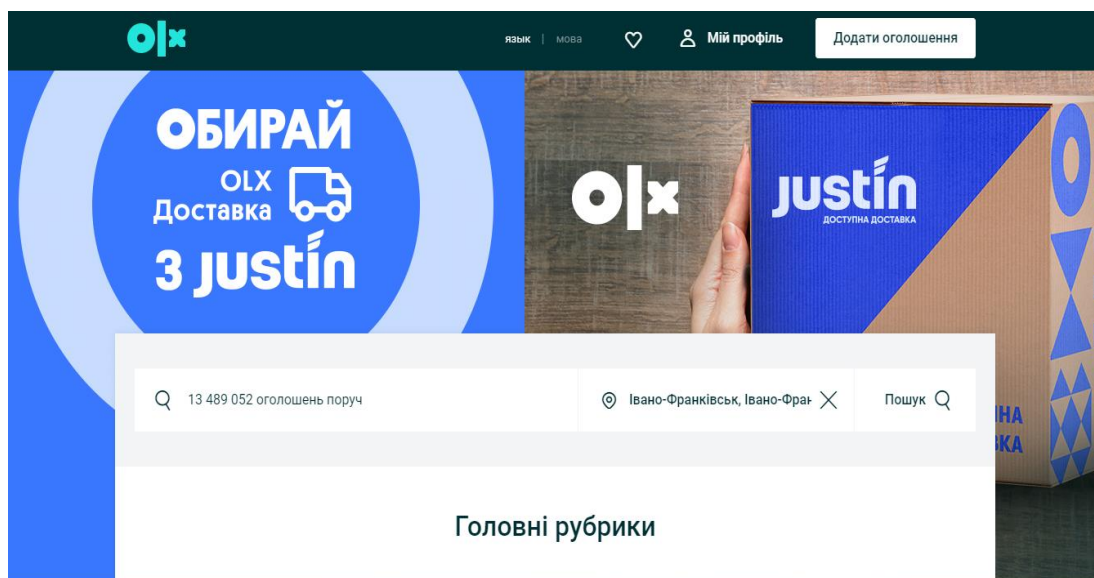 olx
язык | мова
Мій профіль
Додати оголошення
ОБИРАЙ
OLX
Доставка
З justin
olx
justin
ДОСТУПНА ДОСТАВКА
13 489 052 оголошень поруч
Івано-Франківськ, Івано-Фран
Пошук
НА
ВКА
Головні рубрики